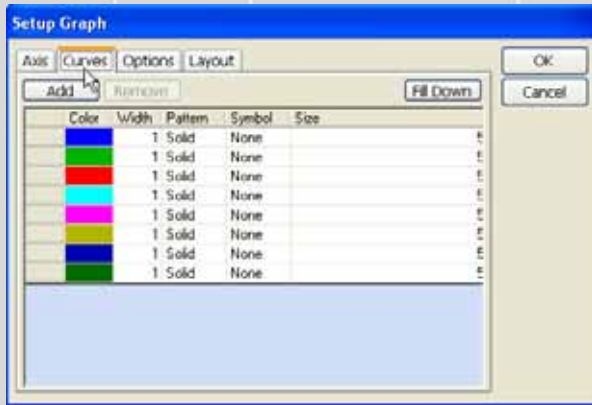 Setup Graph
Axis Curves Options Layout OK
Add Remove Fill Down Cancel
Color Width Pattern Symbol Size
1 Solid None
1 Solid None
1 Solid None
1 Solid None
1 Solid None
1 Solid None
1 Solid None
1 Solid None